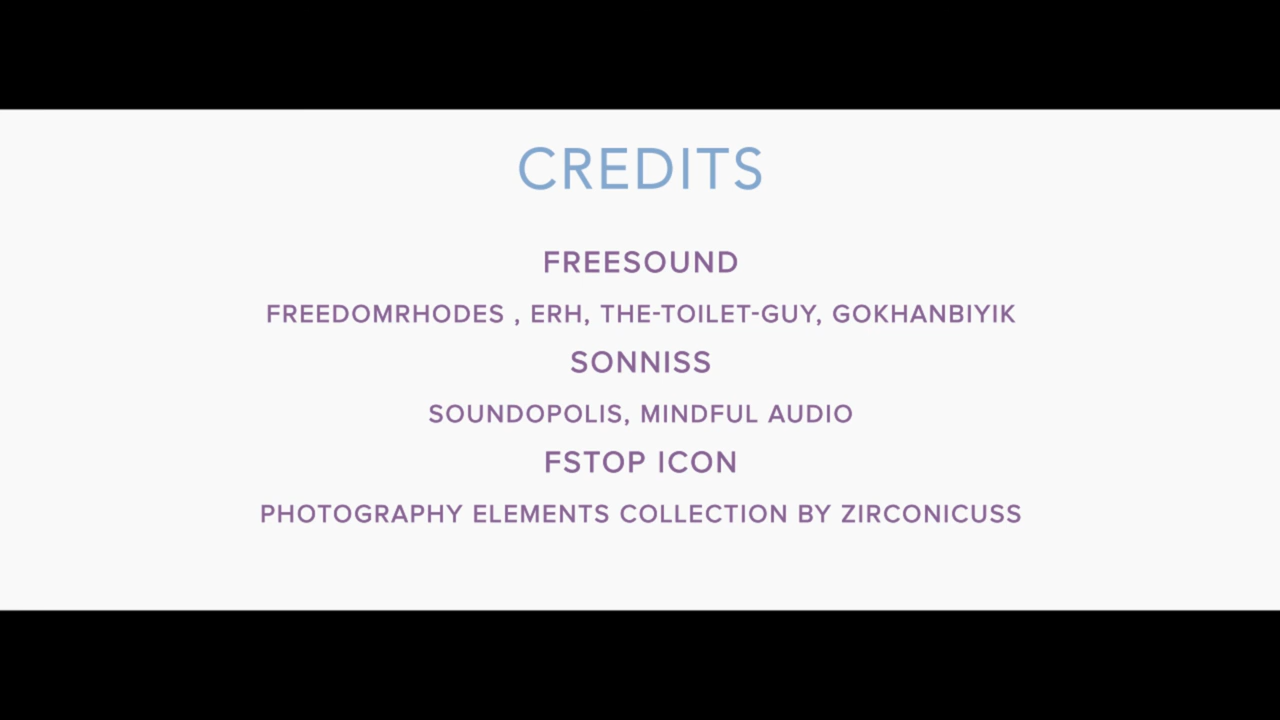 CREDITS
FREESOUND
FREEDOMRHODES , ERH, THE-TOILET-GUY, GOKHANBIYIK
SONNISS
SOUNDOPOLIS, MINDFUL AUDIO
FSTOP ICON
PHOTOGRAPHY ELEMENTS COLLECTION BY ZIRCONICUSS